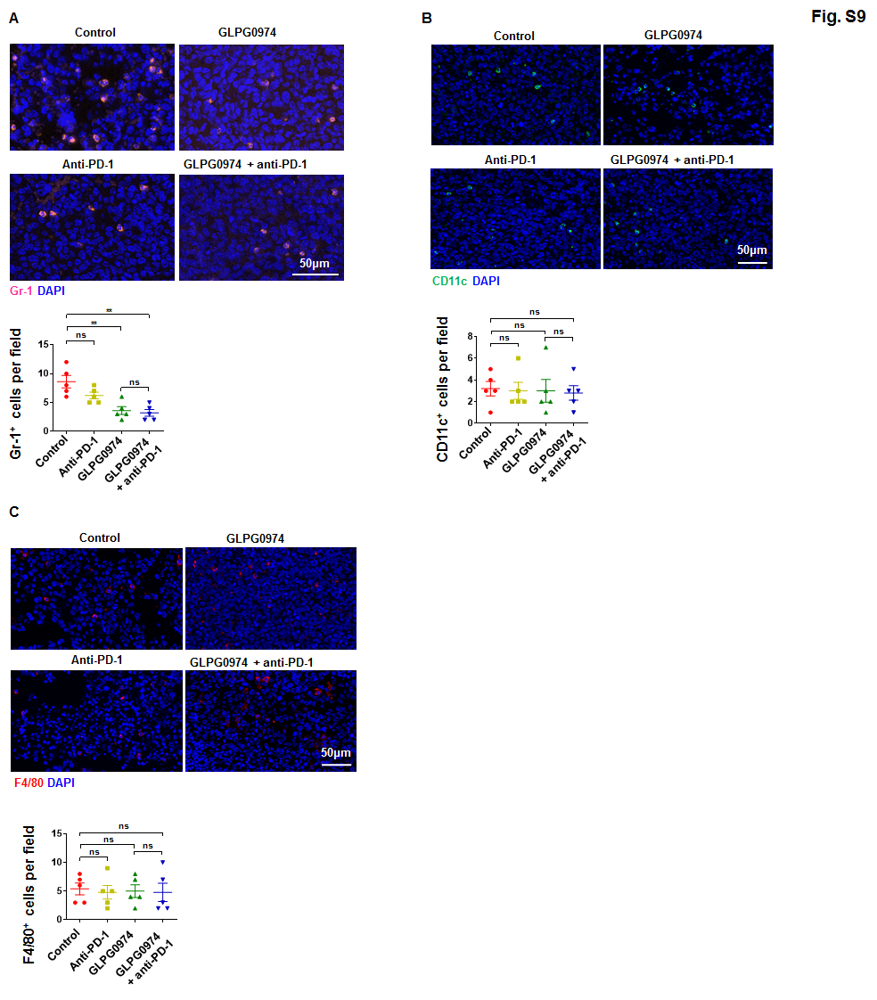 Fig. S9
A
Control
GLPG0974
Anti-PD-1
GLPG0974 + anti-PD-1
50μm
Gr-1 DAPI
**
**
ns
ns
Gr-1⁺ cells per field
15
10
5
0
Control
Anti-PD-1
GLPG0974
GLPG0974
+ anti-PD-1
B
Control
GLPG0974
Anti-PD-1
GLPG0974 + anti-PD-1
50μm
CD11c DAPI
ns
ns
ns
ns
CD11c⁺ cells per field
8
6
4
2
0
Control
Anti-PD-1
GLPG0974
GLPG0974
+ anti-PD-1
C
Control
GLPG0974
Anti-PD-1
GLPG0974 + anti-PD-1
50μm
F4/80 DAPI
ns
ns
ns
ns
F4/80⁺ cells per field
15
10
5
0
Control
Anti-PD-1
GLPG0974
GLPG0974
+ anti-PD-1